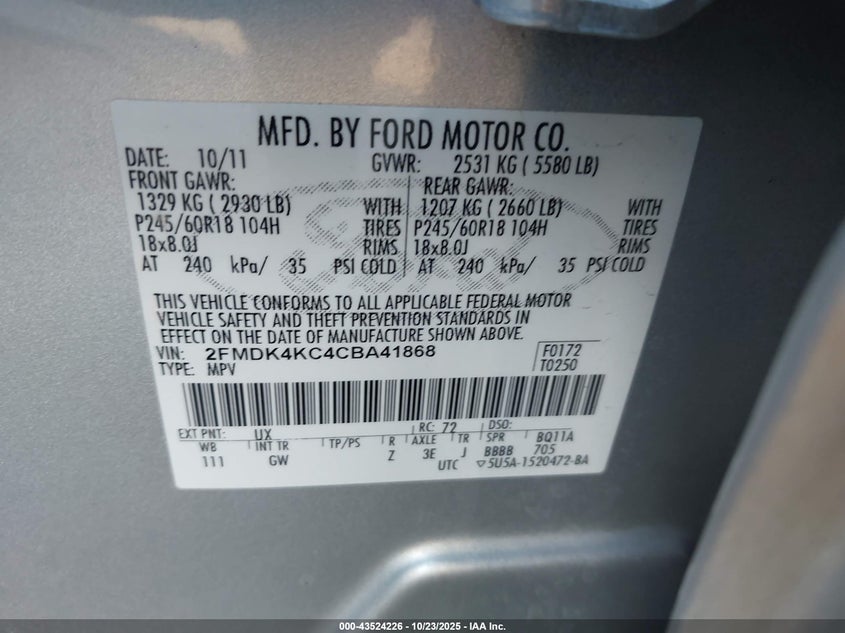 MFD. BY FORD MOTOR CO.
DATE: 10/11 GVWR: 2531 KG ( 5580 LB)
FRONT GAWR: REAR GAWR:
1329 KG ( 2930 LB) WITH 1207 KG ( 2660 LB) WITH
P245/60R18 104H TIRES P245/60R18 104H TIRES
18x8.0J RIMS 18x8.0J RIMS
AT 240 kPa/ 35 PSI COLD AT 240 kPa/ 35 PSI COLD
THIS VEHICLE CONFORMS TO ALL APPLICABLE FEDERAL MOTOR
VEHICLE SAFETY AND THEFT PREVENTION STANDARDS IN
EFFECT ON THE DATE OF MANUFACTURE SHOWN ABOVE.
VIN: 2FMDK4KC4CBA41868 F0172
TYPE: MPV T0250
EXT PNT: UX RC: 72 DSO:
WB INT TR TP/PS R AXLE TR SPR BQ11A
111 GW Z 3E J BBBB 705
UTC ▽5U5A-1520472-BA
000-43524226 | 10/23/2025 | IAA Inc.